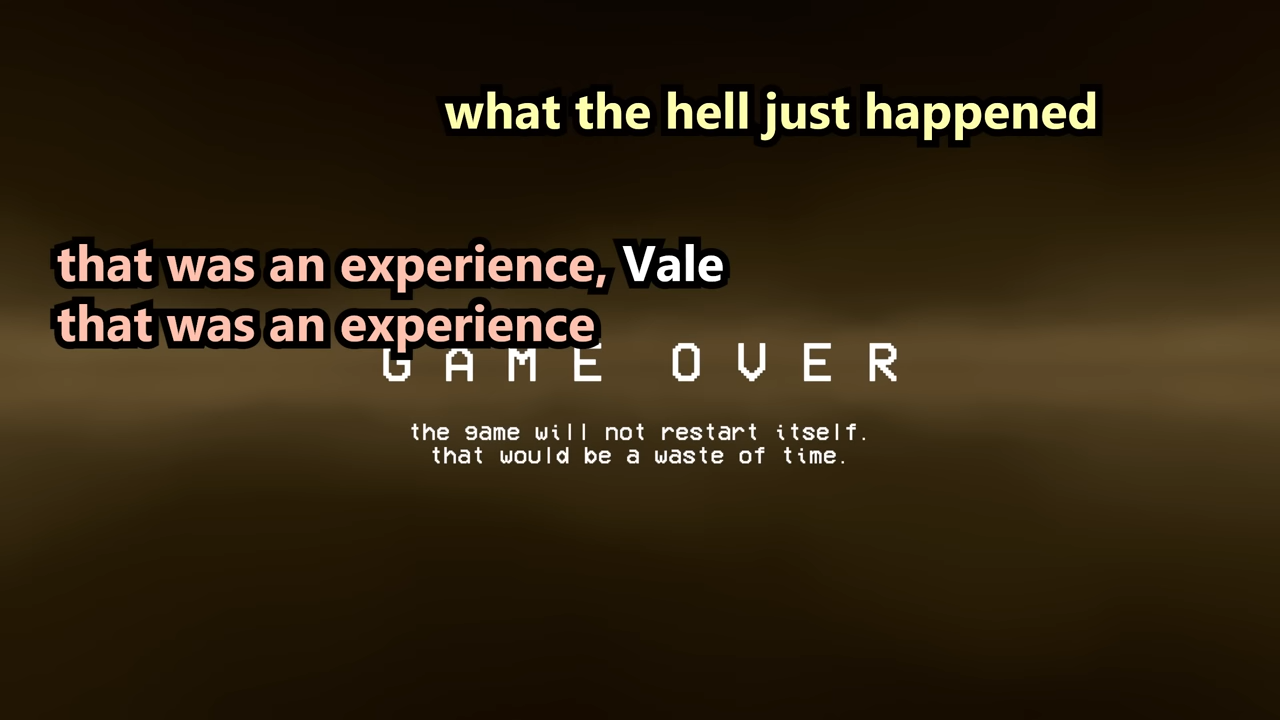 what the hell just happened
that was an experience, Vale
that was an experience
GAME OVER
the game will not restart itself.
that would be a waste of time.